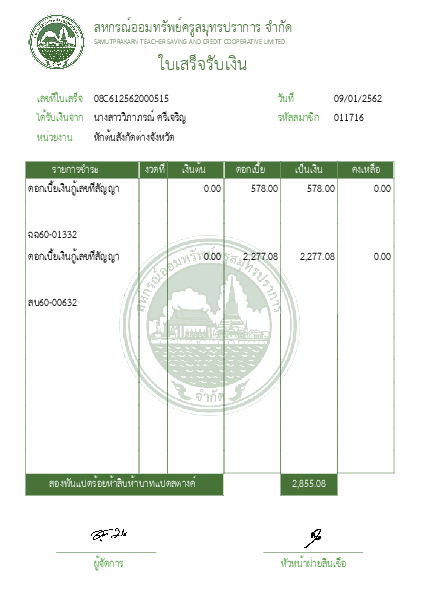 สหกรณ์ออมทรัพย์ครูสมุทรปราการ จำกัด
SAMUTPRAKARN TEACHER SAVING AND CREDIT COOPERATIVE LIMITED.
ใบเสร็จรับเงิน
เลขที่ใบเสร็จ 08C612562000515 วันที่ 09/01/2562
ได้รับเงินจาก นางสาววิภาภรณ์ ศรีเจริญ รหัสสมาชิก 011716
หน่วยงาน หักต้นสังกัดต่างจังหวัด
รายการชำระ งวดที่ เงินต้น ดอกเบี้ย เป็นเงิน คงเหลือ
ดอกเบี้ยเงินกู้เลขที่สัญญา 0.00 578.00 578.00 0.00
ฉฉ60-01332
ดอกเบี้ยเงินกู้เลขที่สัญญา 0.00 2,277.08 2,277.08 0.00
สน60-00632
สหกรณ์ออมทรัพย์ครูสมุทรปราการ
จำกัด
สองพันแปดร้อยห้าสิบห้าบาทแปดสตางค์ 2,855.08
ผู้จัดการ หัวหน้าฝ่ายสินเชื่อ